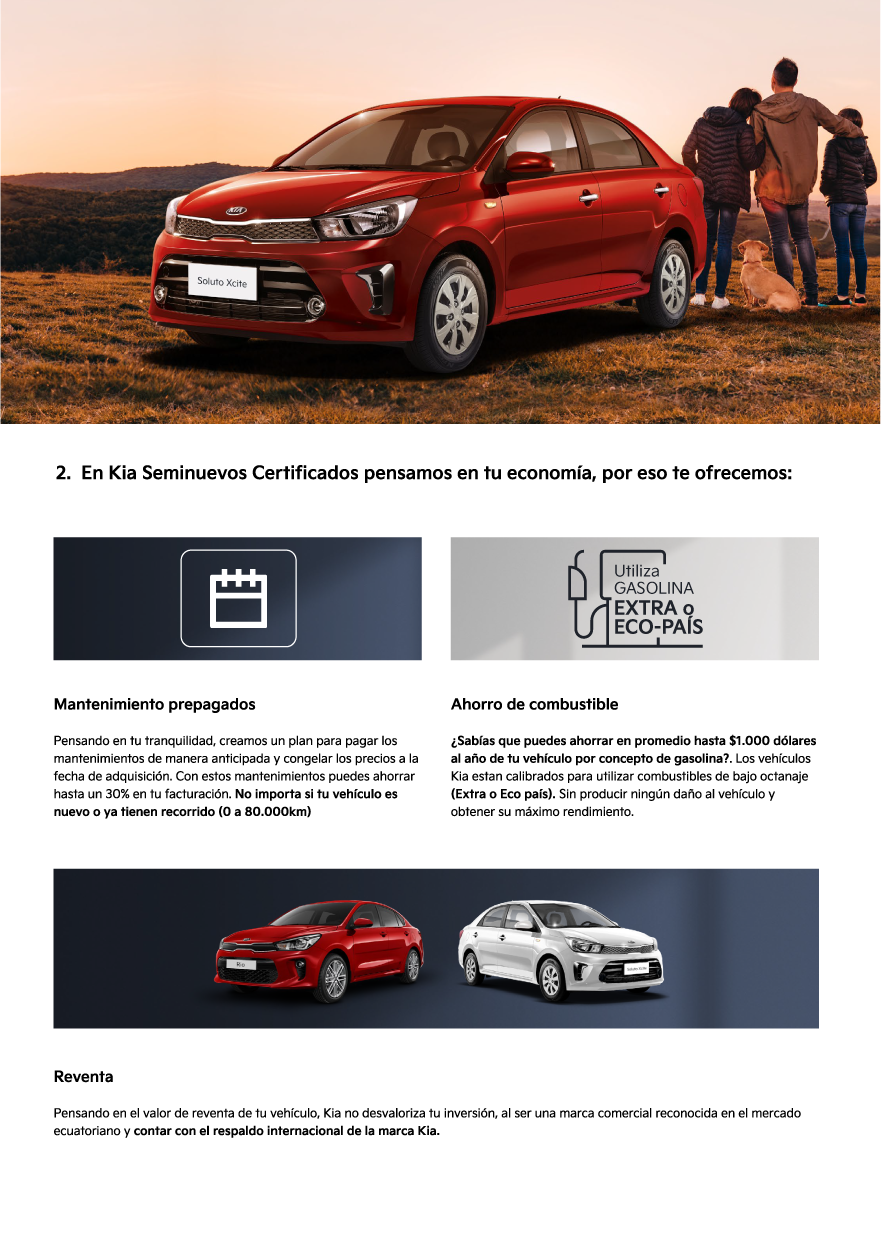 KIA
Soluto Xcite
2. En Kia Seminuevos Certificados pensamos en tu economía, por eso te ofrecemos:
Utiliza
GASOLINA
EXTRA o
ECO-PAÍS
Mantenimiento prepagados
Pensando en tu tranquilidad, creamos un plan para pagar los
mantenimientos de manera anticipada y congelar los precios a la
fecha de adquisición. Con estos mantenimientos puedes ahorrar
hasta un 30% en tu facturación. No importa si tu vehículo es
nuevo o ya tienen recorrido (0 a 80.000km)
Ahorro de combustible
¿Sabías que puedes ahorrar en promedio hasta $1.000 dólares
al año de tu vehículo por concepto de gasolina?. Los vehículos
Kia estan calibrados para utilizar combustibles de bajo octanaje
(Extra o Eco país). Sin producir ningún daño al vehículo y
obtener su máximo rendimiento.
Rio
Soluto Xcite
Reventa
Pensando en el valor de reventa de tu vehículo, Kia no desvaloriza tu inversión, al ser una marca comercial reconocida en el mercado
ecuatoriano y contar con el respaldo internacional de la marca Kia.